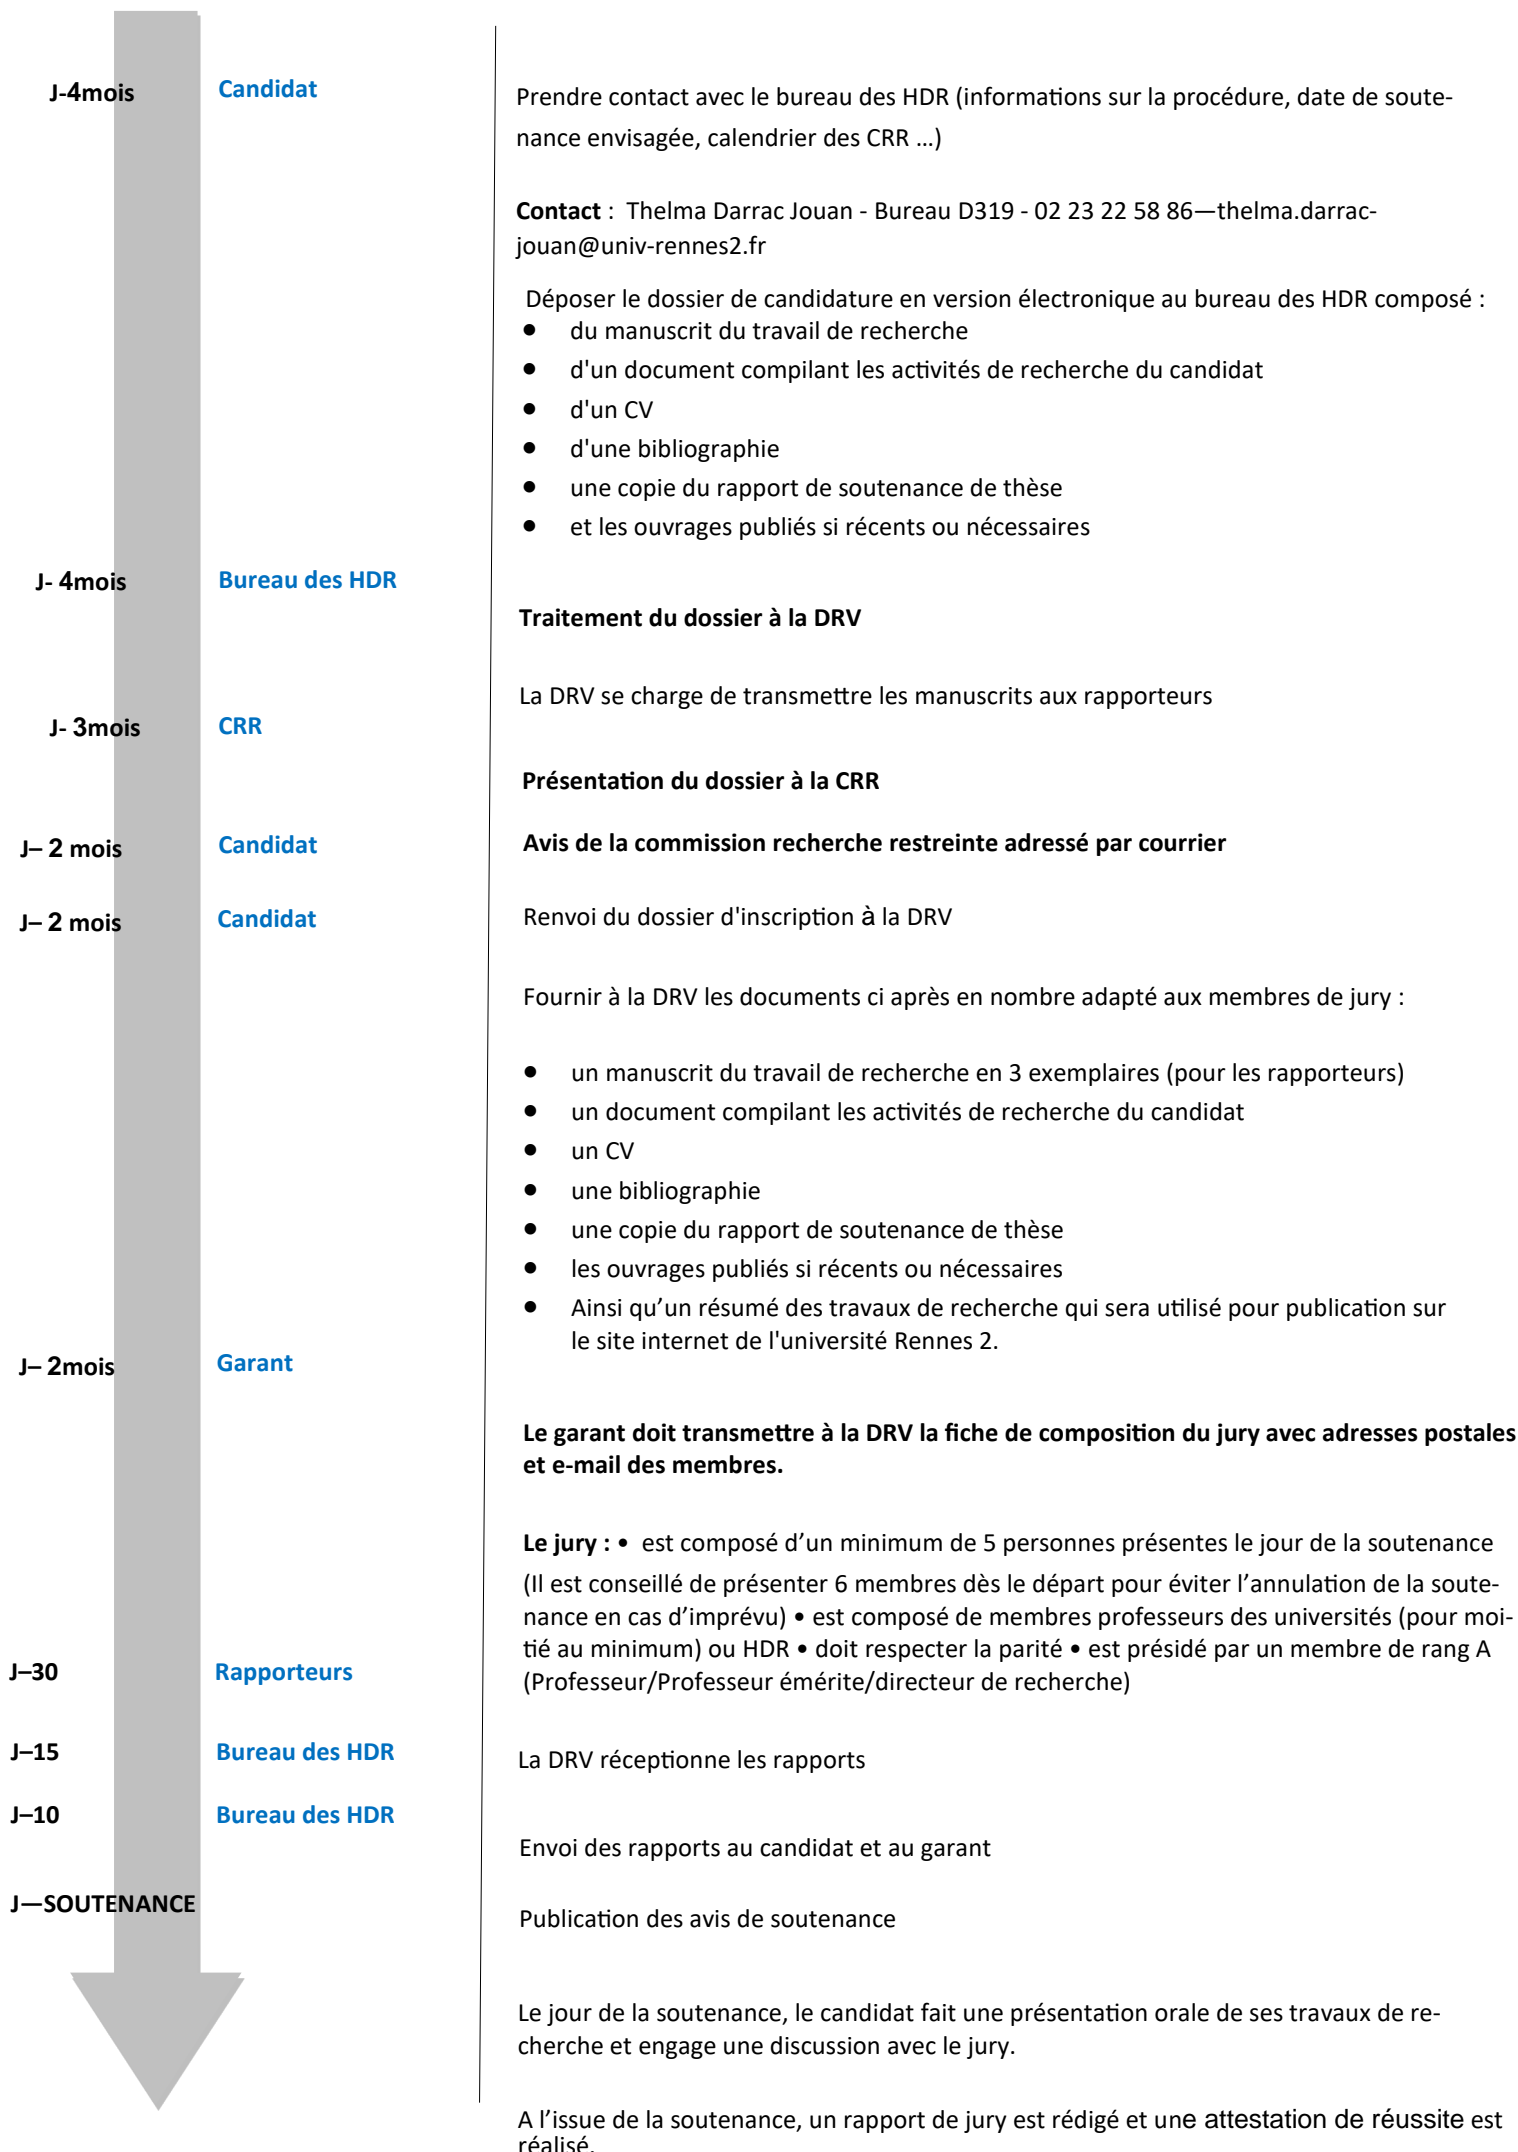 J-4mois
Candidat
Prendre contact avec le bureau des HDR (informations sur la procédure, date de soute-
nance envisagée, calendrier des CRR …)
Contact : Thelma Darrac Jouan - Bureau D319 - 02 23 22 58 86—thelma.darrac-
jouan@univ-rennes2.fr
Déposer le dossier de candidature en version électronique au bureau des HDR composé :
• du manuscrit du travail de recherche
• d'un document compilant les activités de recherche du candidat
• d'un CV
• d'une bibliographie
• une copie du rapport de soutenance de thèse
• et les ouvrages publiés si récents ou nécessaires
J- 4mois
Bureau des HDR
Traitement du dossier à la DRV
La DRV se charge de transmettre les manuscrits aux rapporteurs
J- 3mois
CRR
Présentation du dossier à la CRR
J– 2 mois
Candidat
Avis de la commission recherche restreinte adressé par courrier
J– 2 mois
Candidat
Renvoi du dossier d'inscription à la DRV
Fournir à la DRV les documents ci après en nombre adapté aux membres de jury :
• un manuscrit du travail de recherche en 3 exemplaires (pour les rapporteurs)
• un document compilant les activités de recherche du candidat
• un CV
• une bibliographie
• une copie du rapport de soutenance de thèse
• les ouvrages publiés si récents ou nécessaires
• Ainsi qu’un résumé des travaux de recherche qui sera utilisé pour publication sur
le site internet de l'université Rennes 2.
J– 2mois
Garant
Le garant doit transmettre à la DRV la fiche de composition du jury avec adresses postales
et e-mail des membres.
Le jury : • est composé d’un minimum de 5 personnes présentes le jour de la soutenance
(Il est conseillé de présenter 6 membres dès le départ pour éviter l’annulation de la soute-
nance en cas d’imprévu) • est composé de membres professeurs des universités (pour moi-
tié au minimum) ou HDR • doit respecter la parité • est présidé par un membre de rang A
(Professeur/Professeur émérite/directeur de recherche)
J–30
Rapporteurs
J–15
Bureau des HDR
La DRV réceptionne les rapports
J–10
Bureau des HDR
Envoi des rapports au candidat et au garant
J—SOUTENANCE
Publication des avis de soutenance
Le jour de la soutenance, le candidat fait une présentation orale de ses travaux de re-
cherche et engage une discussion avec le jury.
A l’issue de la soutenance, un rapport de jury est rédigé et une attestation de réussite est
réalisé.